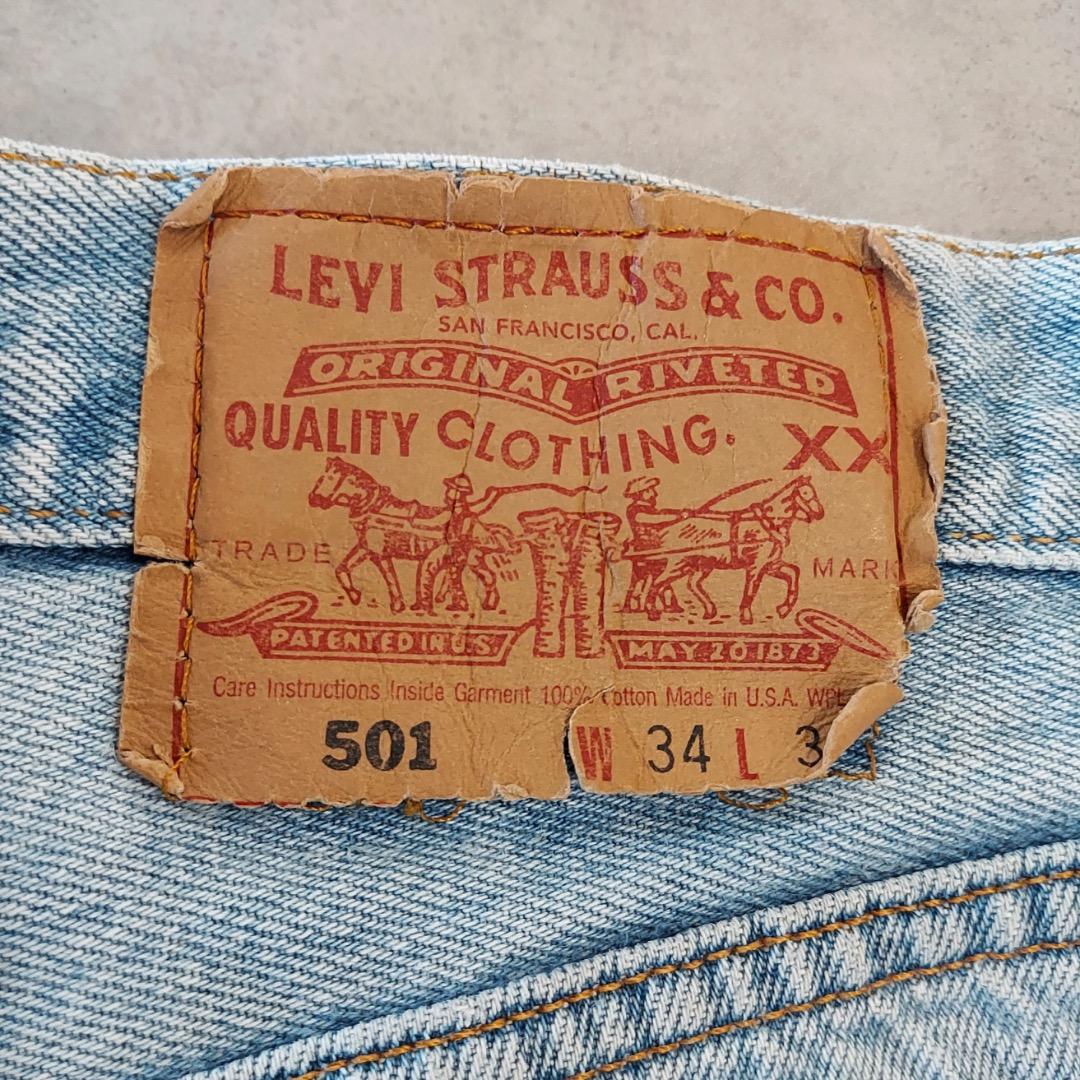 LEVI STRAUSS & CO.
SAN FRANCISCO, CAL.
ORIGINAL RIVETED
QUALITY CLOTHING. XX
TRADE MARK
PATENTED IN U.S. MAY 20 1873
Care Instructions Inside Garment 100% Cotton Made in U.S.A.
501 W 34 L 3